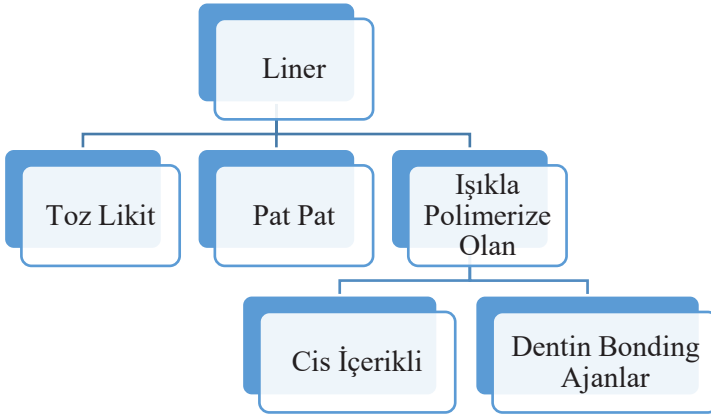 Liner
Toz Likit
Pat Pat
Işıkla
Polimerize
Olan
Cis İçerikli
Dentin Bonding
Ajanlar